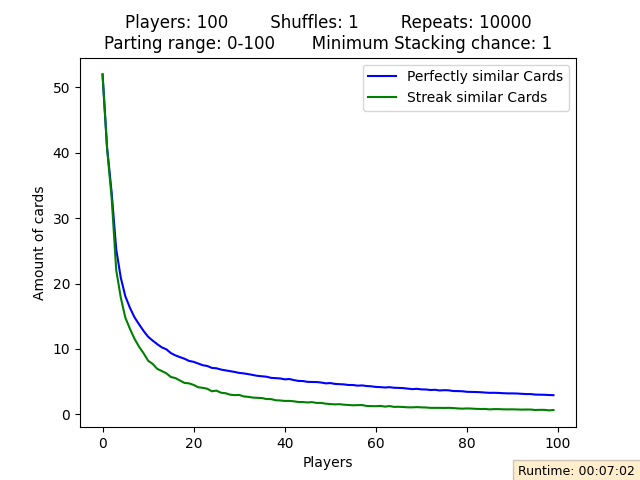 Players: 100 Shuffles: 1 Repeats: 10000
Parting range: 0-100 Minimum Stacking chance: 1
Perfectly similar Cards
Streak similar Cards
Amount of cards
50
40
30
20
10
0
0 20 40 60 80 100
Players
Runtime: 00:07:02